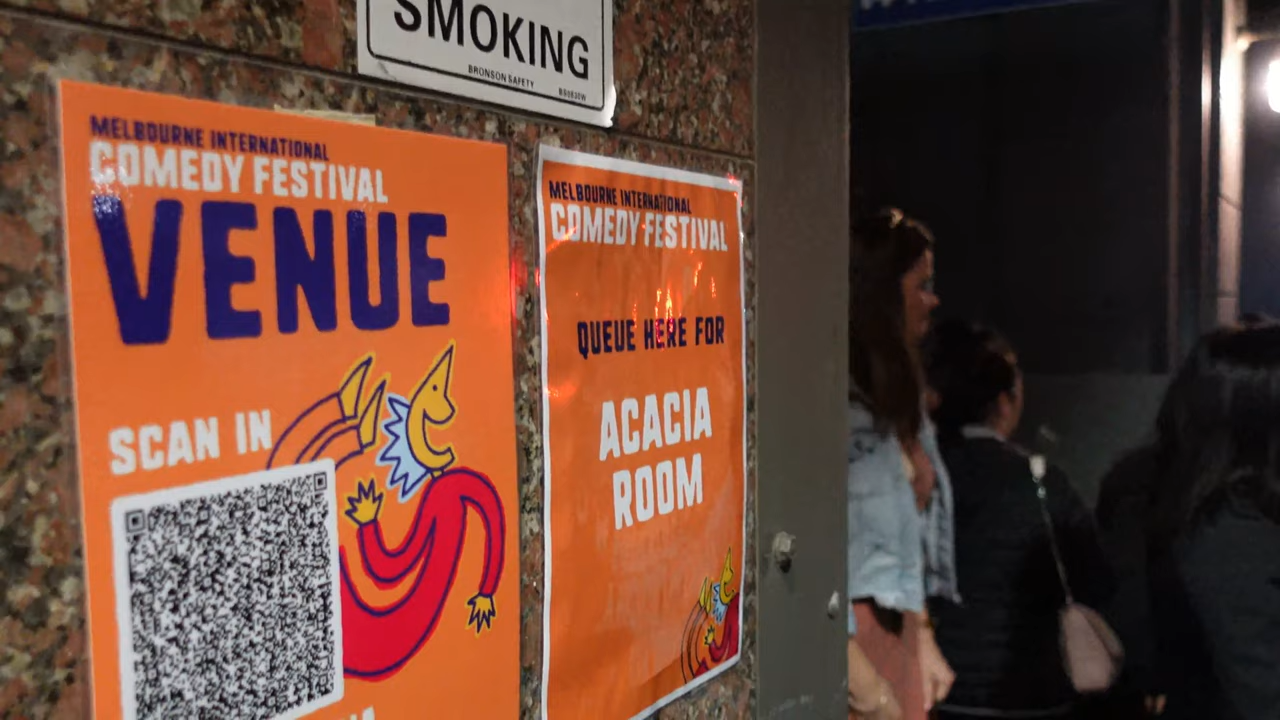 SMOKING
BRONSON SAFETY
MELBOURNE INTERNATIONAL
COMEDY FESTIVAL
VENUE
SCAN IN
MELBOURNE INTERNATIONAL
COMEDY FESTIVAL
QUEUE HERE FOR
ACACIA
ROOM